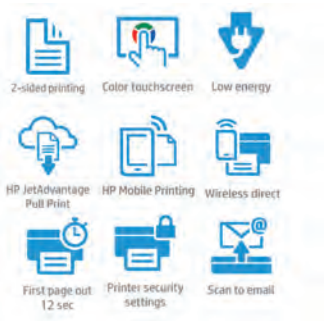 2-sided printing
Color touchscreen
Low energy
HP JetAdvantage
Pull Print
HP Mobile Printing
Wireless direct
@
First page out
12 sec
Printer security
settings
Scan to email